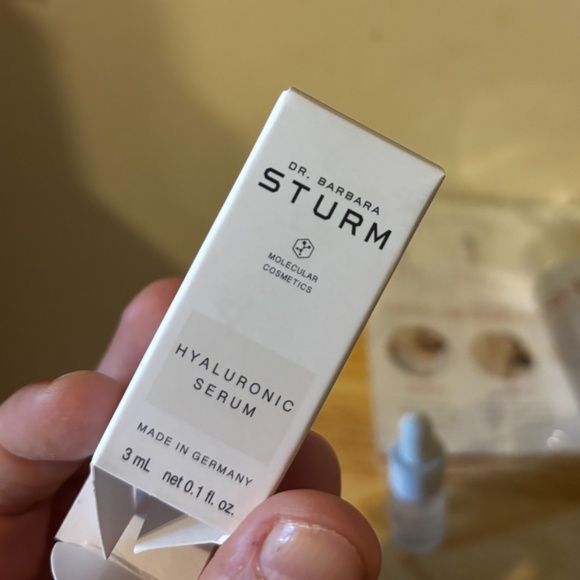 DR. BARBARA
STURM
MOLECULAR
COSMETICS
HYALURONIC
SERUM
MADE IN GERMANY
3 mL net 0.1 fl. oz.